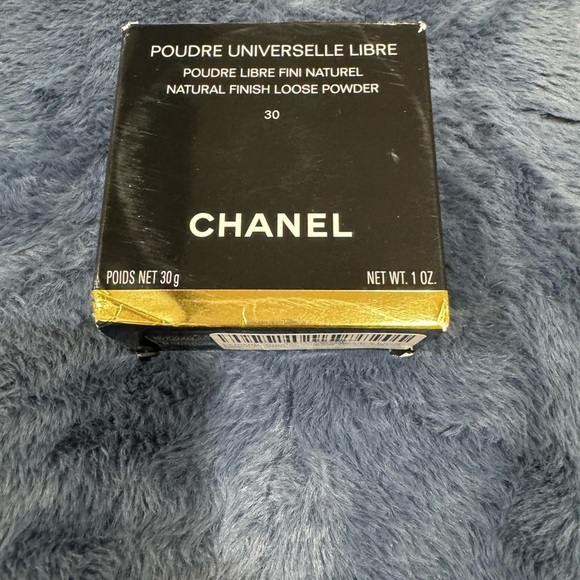 POUDRE UNIVERSELLE LIBRE
POUDRE LIBRE FINI NATUREL
NATURAL FINISH LOOSE POWDER
30
CHANEL
POIDS NET 30 g NET WT. 1 OZ.